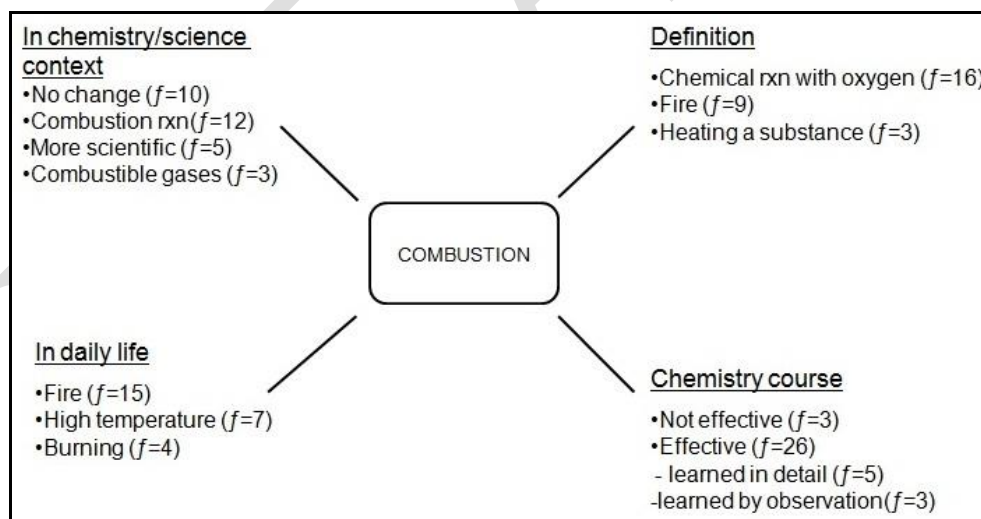 In chemistry/science
context
•No change (ƒ=10)
•Combustion rxn(ƒ=12)
•More scientific (ƒ=5)
•Combustible gases (ƒ=3)
Definition
•Chemical rxn with oxygen (ƒ=16)
•Fire (ƒ=9)
•Heating a substance (ƒ=3)
COMBUSTION
In daily life
•Fire (ƒ=15)
•High temperature (ƒ=7)
•Burning (ƒ=4)
Chemistry course
•Not effective (ƒ=3)
•Effective (ƒ=26)
- learned in detail (ƒ=5)
-learned by observation(ƒ=3)